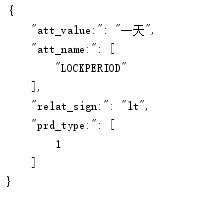 {
"att_value:": "一天",
"att_name": [
"LOCKPERIOD"
],
"relat_sign": "lt",
"prd_type:": [
1
]
}